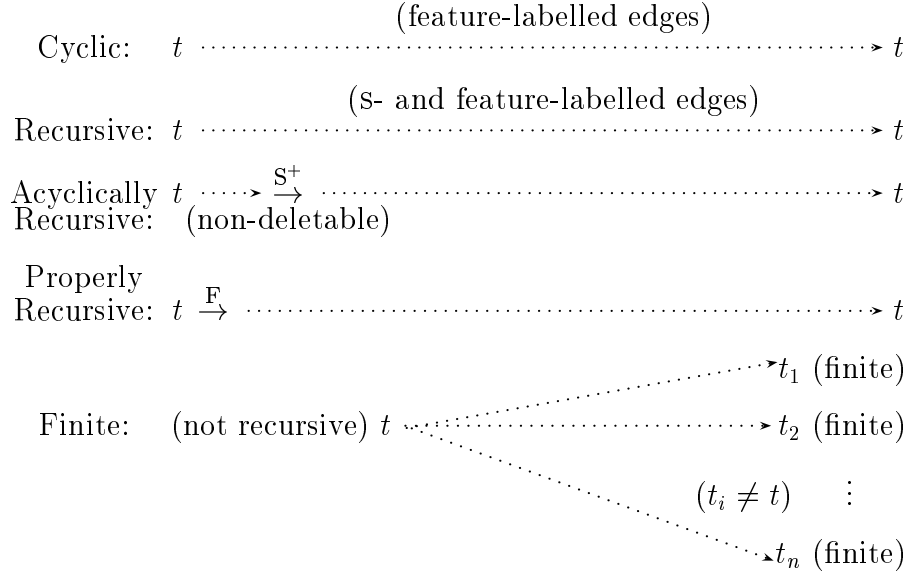 (feature-labelled edges)
Cyclic: t t
(S- and feature-labelled edges)
Recursive: t t
S+
Acyclically t → t
Recursive: (non-deletable)
Properly
F
Recursive: t → t
t₁ (finite)
Finite: (not recursive) t t₂ (finite)
(tᵢ ≠ t) ⋮
tₙ (finite)